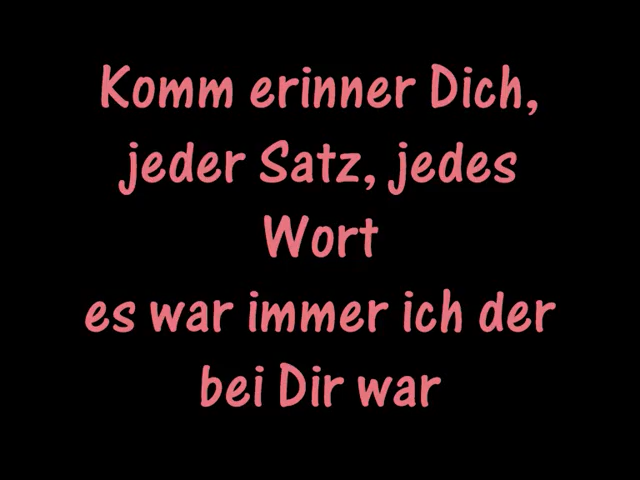 Komm erinner Dich,
jeder Satz, jedes
Wort
es war immer ich der
bei Dir war